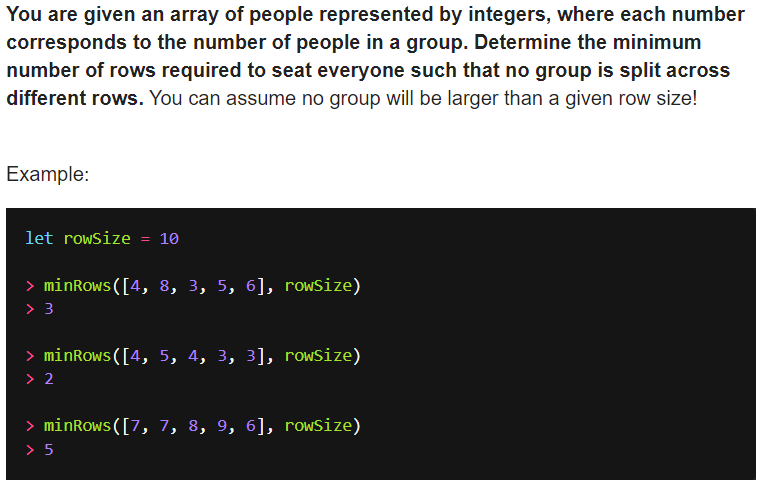 You are given an array of people represented by integers, where each number
corresponds to the number of people in a group. Determine the minimum
number of rows required to seat everyone such that no group is split across
different rows. You can assume no group will be larger than a given row size!
Example:
let rowSize = 10
> minRows([4, 8, 3, 5, 6], rowSize)
> 3
> minRows([4, 5, 4, 3, 3], rowSize)
> 2
> minRows([7, 7, 8, 9, 6], rowSize)
> 5